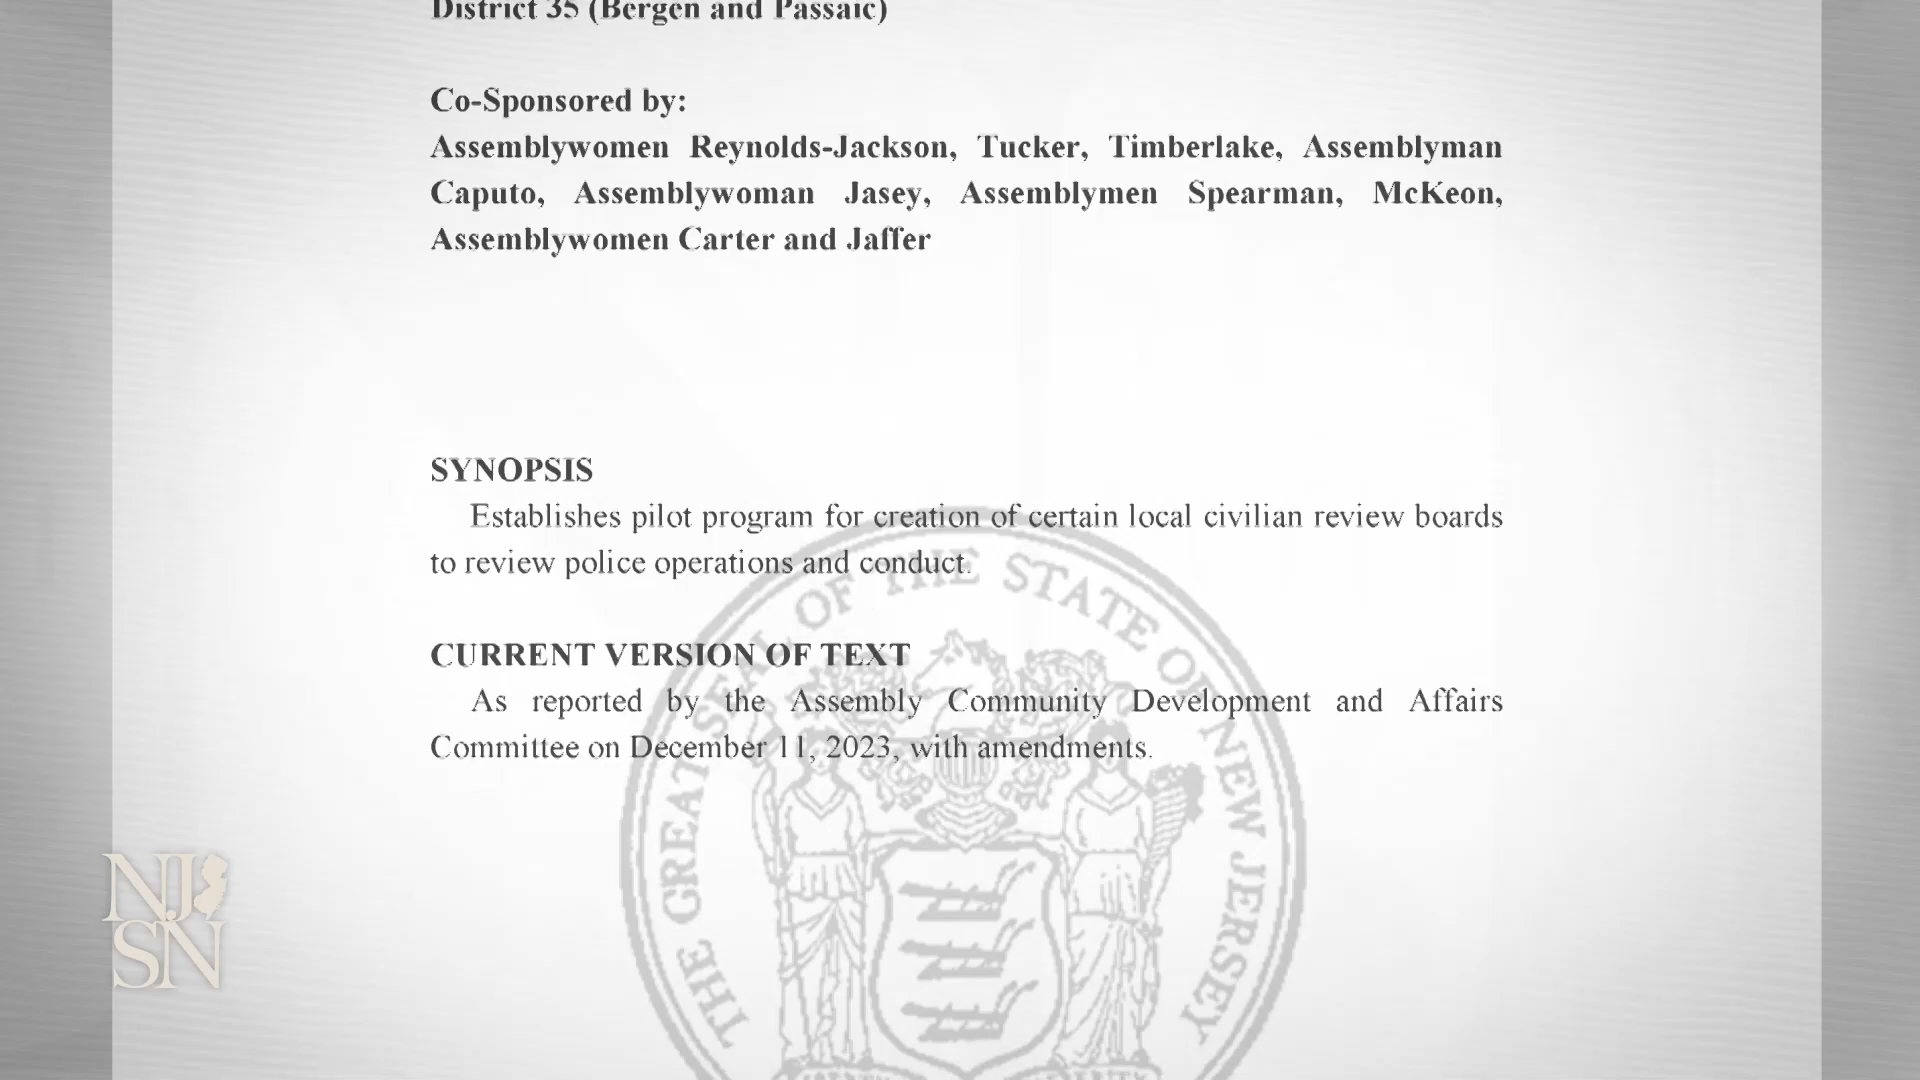 District 35 (Bergen and Passaic)
Co-Sponsored by:
Assemblywomen Reynolds-Jackson, Tucker, Timberlake, Assemblyman
Caputo, Assemblywoman Jasey, Assemblymen Spearman, McKeon,
Assemblywomen Carter and Jaffer
SYNOPSIS
Establishes pilot program for creation of certain local civilian review boards
to review police operations and conduct.
CURRENT VERSION OF TEXT
As reported by the Assembly Community Development and Affairs
Committee on December 11, 2023, with amendments.
THE GREAT SEAL OF THE STATE OF NEW JERSEY
NJ
SN